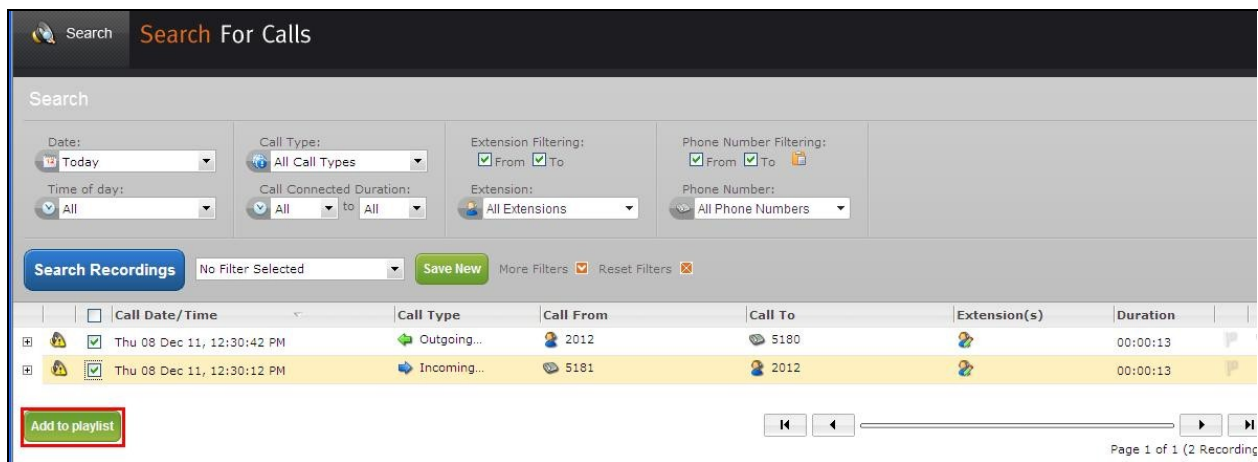 Search Search For Calls
Search
Date: Call Type: Extension Filtering: Phone Number Filtering:
12 Today All Call Types From To From To
Time of day: Call Connected Duration: Extension: Phone Number:
All All to All All Extensions All Phone Numbers
Search Recordings No Filter Selected Save New More Filters Reset Filters
Call Date/Time Call Type Call From Call To Extension(s) Duration
Thu 08 Dec 11, 12:30:42 PM Outgoing... 2012 5180 00:00:13
Thu 08 Dec 11, 12:30:12 PM Incoming... 5181 2012 00:00:13
Add to playlist
Page 1 of 1 (2 Recording